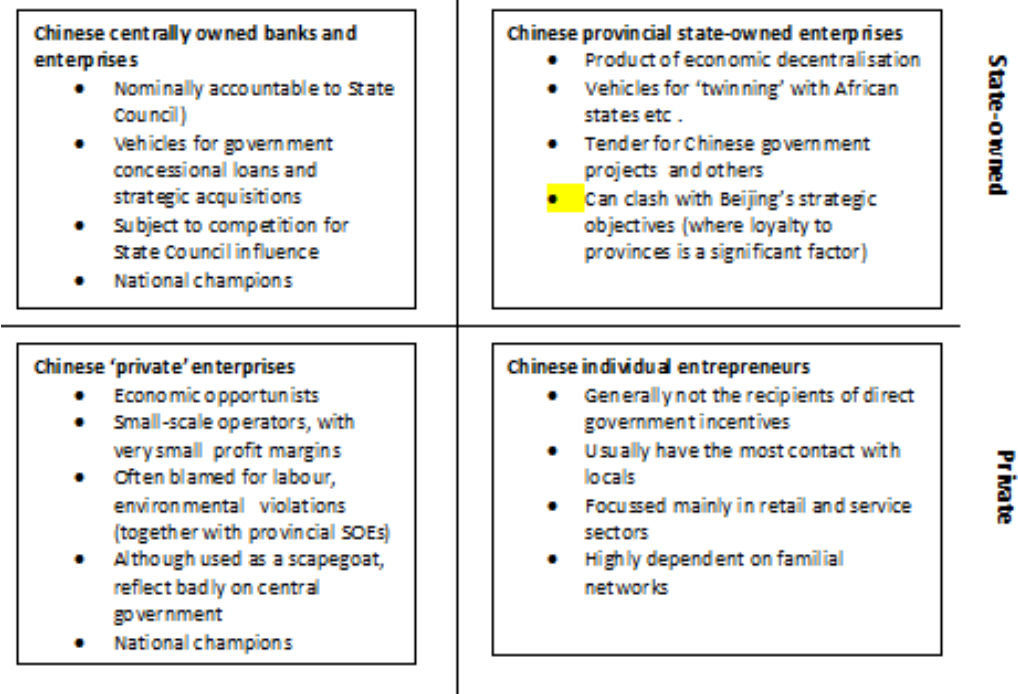 Chinese centrally owned banks and
enterprises
• Nominally accountable to State
Council)
• Vehicles for government
concessional loans and
strategic acquisitions
• Subject to competition for
State Council influence
• National champions
Chinese provincial state-owned enterprises
• Product of economic decentralisation
• Vehicles for ‘twinning’ with African
states etc .
• Tender for Chinese government
projects and others
• Can clash with Beijing’s strategic
objectives (where loyalty to
provinces is a significant factor)
State-owned
Chinese ‘private’ enterprises
• Economic opportunists
• Small-scale operators, with
very small profit margins
• Often blamed for labour,
environmental violations
(together with provincial SOEs)
• Although used as a scapegoat,
reflect badly on central
government
• National champions
Chinese individual entrepreneurs
• Generally not the recipients of direct
government incentives
• Usually have the most contact with
locals
• Focussed mainly in retail and service
sectors
• Highly dependent on familial
networks
Private